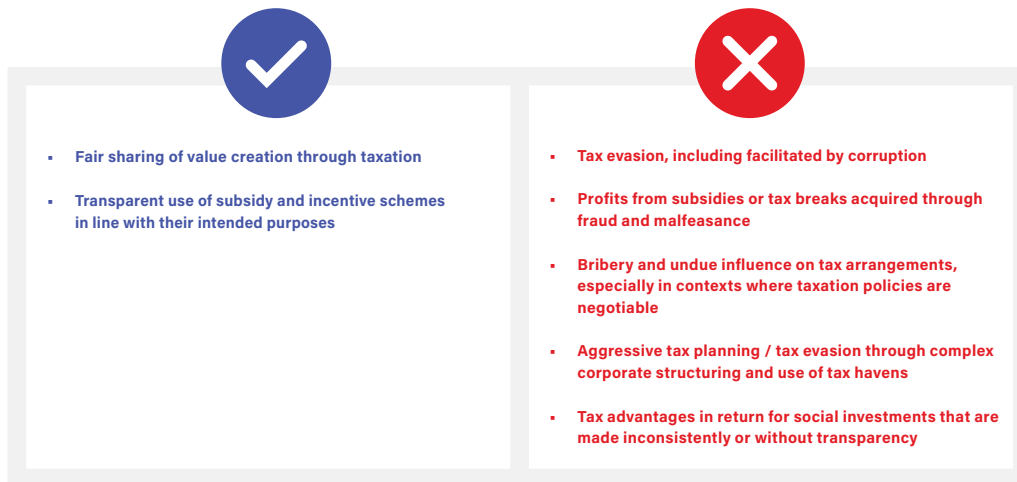 ▪ Fair sharing of value creation through taxation
▪ Transparent use of subsidy and incentive schemes
in line with their intended purposes
▪ Tax evasion, including facilitated by corruption
▪ Profits from subsidies or tax breaks acquired through
fraud and malfeasance
▪ Bribery and undue influence on tax arrangements,
especially in contexts where taxation policies are
negotiable
▪ Aggressive tax planning / tax evasion through complex
corporate structuring and use of tax havens
▪ Tax advantages in return for social investments that are
made inconsistently or without transparency